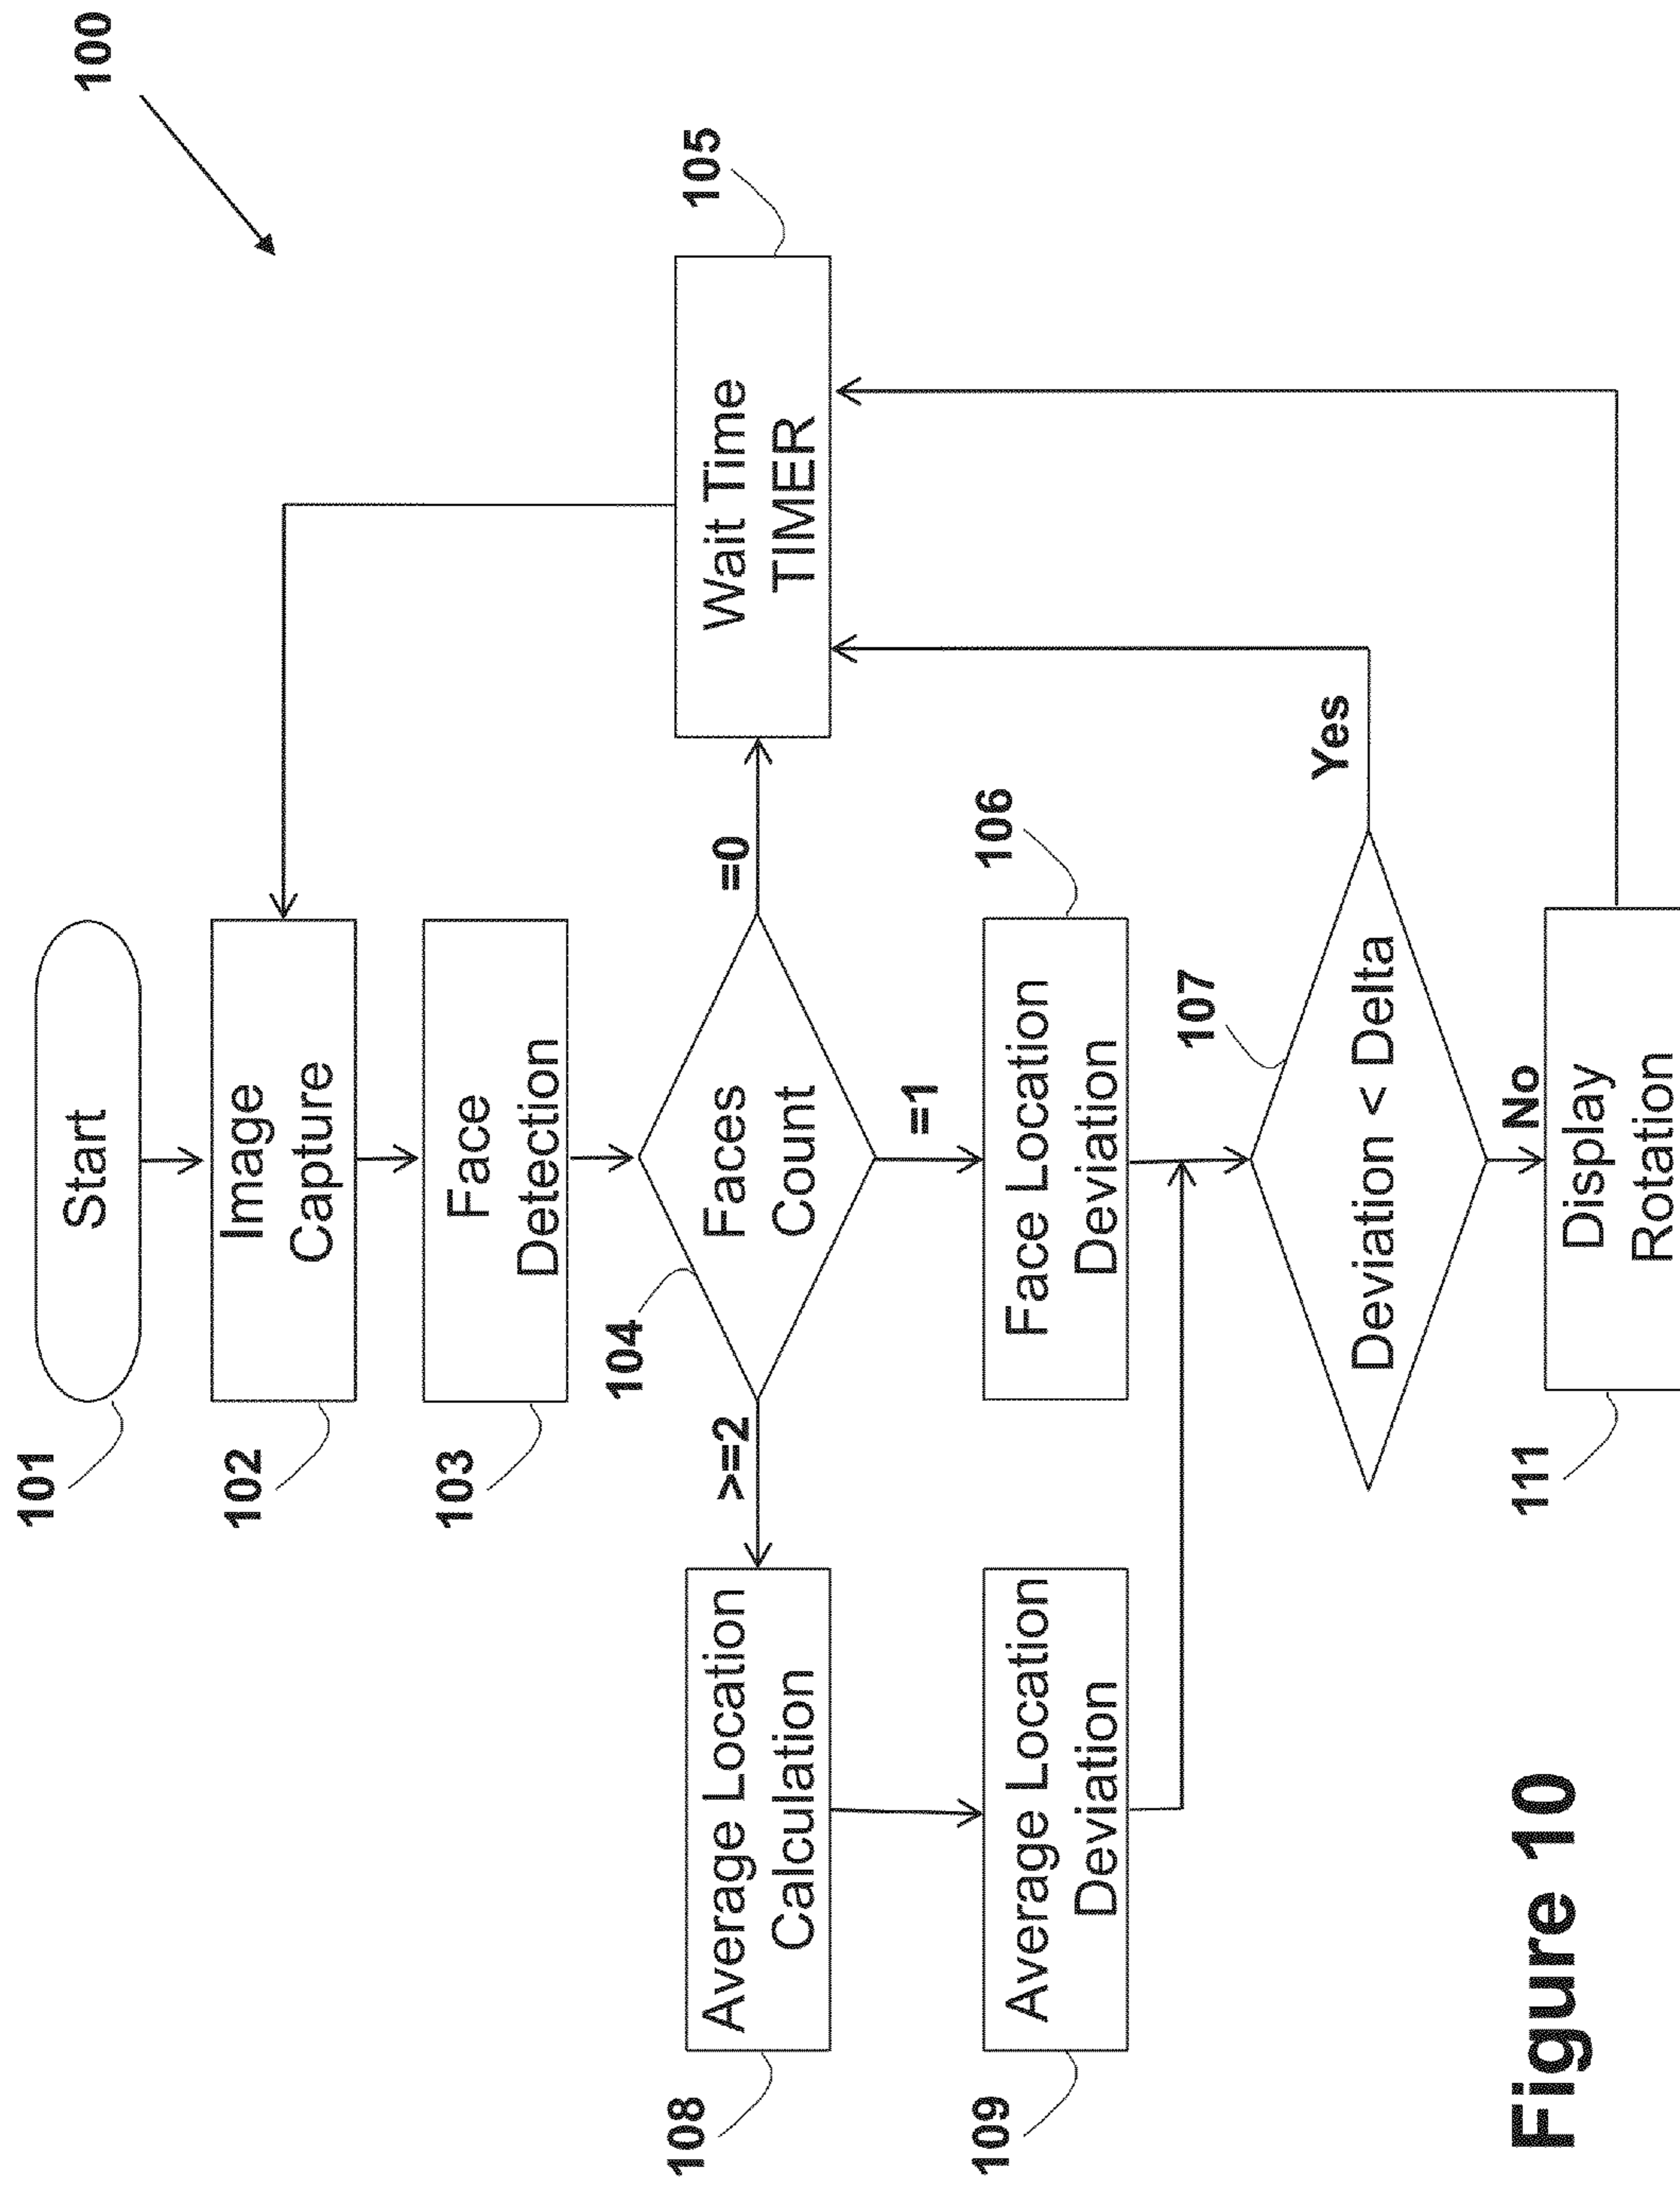 100
101
Start
102
Image
Capture
103
Face
Detection
104
Faces
Count
>=2
=0
=1
105
Wait Time
TIMER
108
Average Location
Calculation
106
Face Location
Deviation
109
Average Location
Deviation
107
Deviation < Delta
Yes
No
111
Display
Rotation
Figure 10